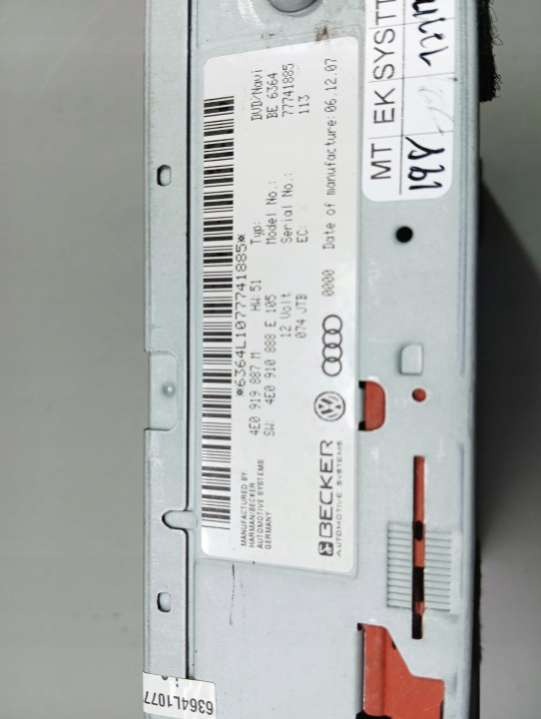 *6364L1077741885*
4E0 919 887 M HW:51 Typ: DVD/Navi
SW: 4E0 910 888 E 105 Model No.: BE 6364
12 Volt Serial No.: 77741885
074 JTB EC 113
0000 Date of manufacture: 06.12.07
MANUFACTURED BY
HARMAN/BECKER
AUTOMOTIVE SYSTEMS
GERMANY
BECKER
AUTOMOTIVE SYSTEMS
MT EKSYST
198
6364L1077